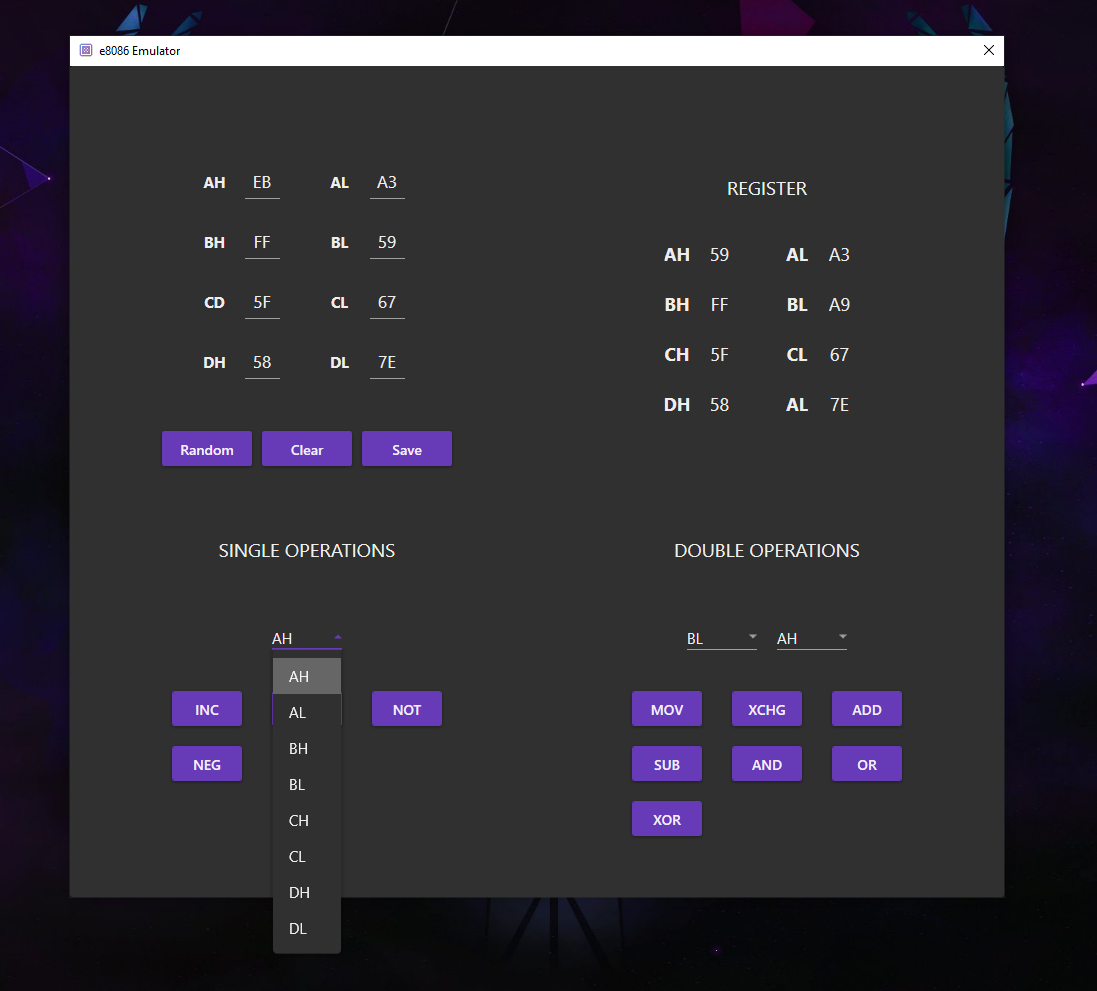 e8086 Emulator
AH EB AL A3
BH FF BL 59
CD 5F CL 67
DH 58 DL 7E
Random Clear Save
REGISTER
AH 59 AL A3
BH FF BL A9
CH 5F CL 67
DH 58 AL 7E
SINGLE OPERATIONS
AH
AH
AL
BH
BL
CH
CL
DH
DL
INC NOT
NEG
DOUBLE OPERATIONS
BL AH
MOV XCHG ADD
SUB AND OR
XOR